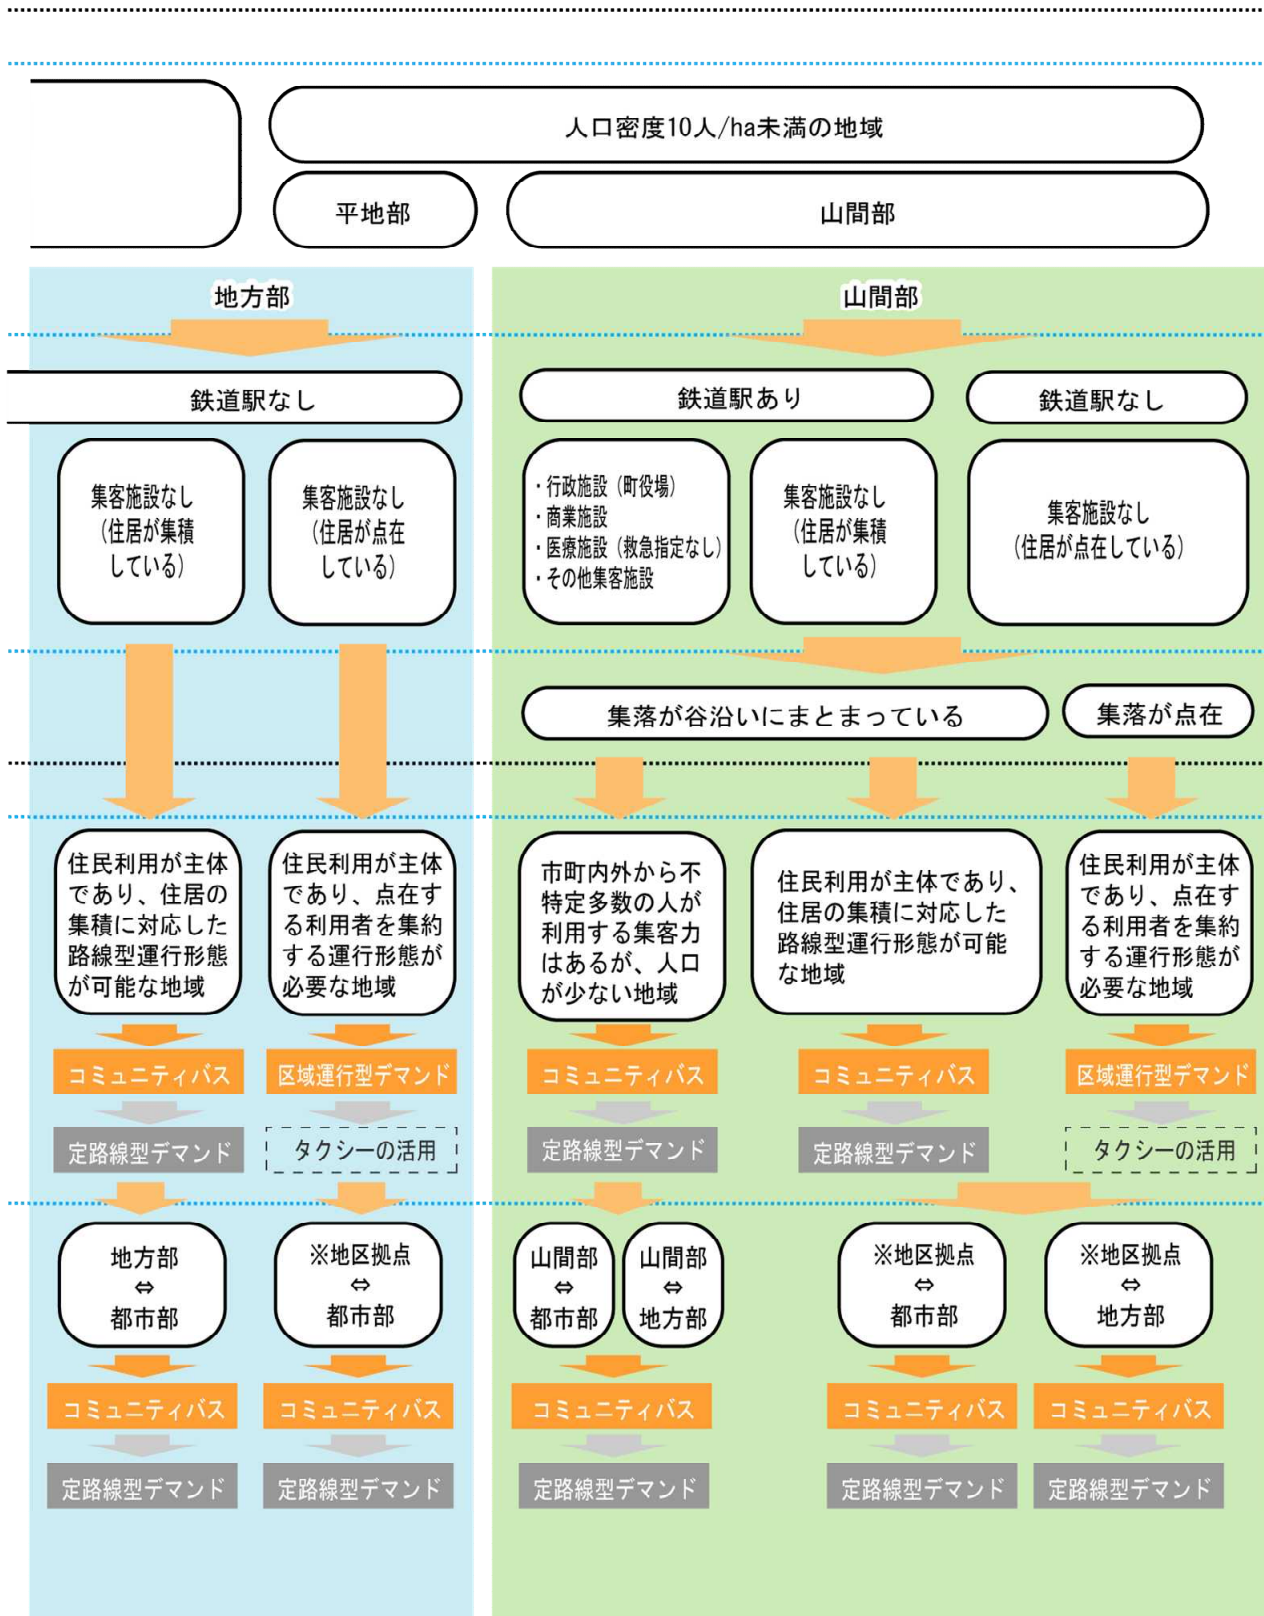 人口密度10人/ha未満の地域
平地部
山間部
地方部
山間部
鉄道駅なし
鉄道駅あり
鉄道駅なし
集客施設なし
（住居が集積
している）
集客施設なし
（住居が点在
している）
・行政施設（町役場）
・商業施設
・医療施設（救急指定なし）
・その他集客施設
集客施設なし
（住居が集積
している）
集客施設なし
（住居が点在している）
集落が谷沿いにまとまっている
集落が点在
住民利用が主体
であり、住居の
集積に対応した
路線型運行形態
が可能な地域
住民利用が主体
であり、点在す
る利用者を集約
する運行形態が
必要な地域
市町内外から不
特定多数の人が
利用する集客力
はあるが、人口
が少ない地域
住民利用が主体であり、
住居の集積に対応した
路線型運行形態が可能
な地域
住民利用が主体
であり、点在す
る利用者を集約
する運行形態が
必要な地域
コミュニティバス
区域運行型デマンド
コミュニティバス
コミュニティバス
区域運行型デマンド
定路線型デマンド
タクシーの活用
定路線型デマンド
定路線型デマンド
タクシーの活用
地方部
⇔
都市部
※地区拠点
⇔
都市部
山間部
⇔
都市部
山間部
⇔
地方部
※地区拠点
⇔
都市部
※地区拠点
⇔
地方部
コミュニティバス
コミュニティバス
コミュニティバス
コミュニティバス
コミュニティバス
定路線型デマンド
定路線型デマンド
定路線型デマンド
定路線型デマンド
定路線型デマンド